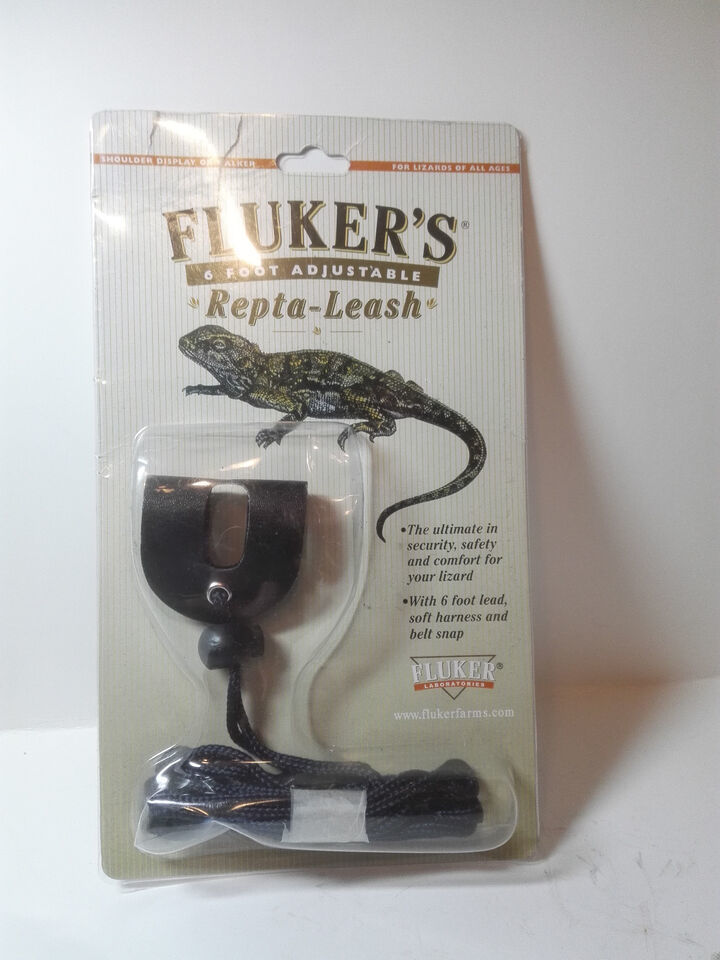 SHOULDER DISPLAY OR WALKER
FOR LIZARDS OF ALL AGES
FLUKER'S®
6 FOOT ADJUSTABLE
Repta-Leash
•The ultimate in
security, safety
and comfort for
your lizard
•With 6 foot lead,
soft harness and
belt snap
FLUKER®
LABORATORIES
www.flukerfarms.com